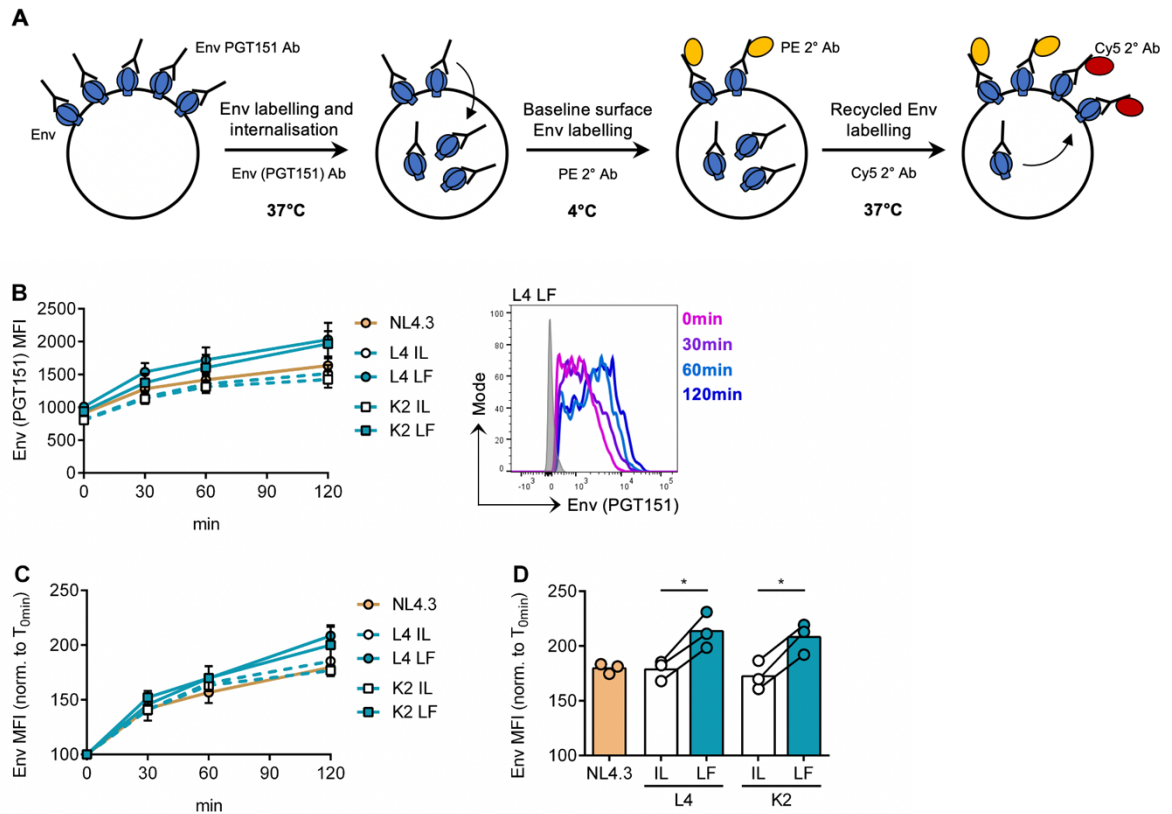 A
Env PGT151 Ab
Env
Env labelling and
internalisation
Env (PGT151) Ab
37°C
Baseline surface
Env labelling
PE 2° Ab
4°C
PE 2° Ab
Recycled Env
labelling
Cy5 2° Ab
37°C
Cy5 2° Ab
B
Env (PGT151) MFI
2500
2000
1500
1000
500
0
0 30 60 90 120
min
NL4.3
L4 IL
L4 LF
K2 IL
K2 LF
L4 LF
Mode
100
80
60
40
20
0
-10³ 0 10³ 10⁴ 10⁵
Env (PGT151)
0min
30min
60min
120min
C
Env MFI (norm. to T₀ₘᵢₙ)
250
200
150
100
0 30 60 90 120
min
NL4.3
L4 IL
L4 LF
K2 IL
K2 LF
D
Env MFI (norm. to T₀ₘᵢₙ)
250
200
150
100
* *
NL4.3 IL LF IL LF
L4 K2